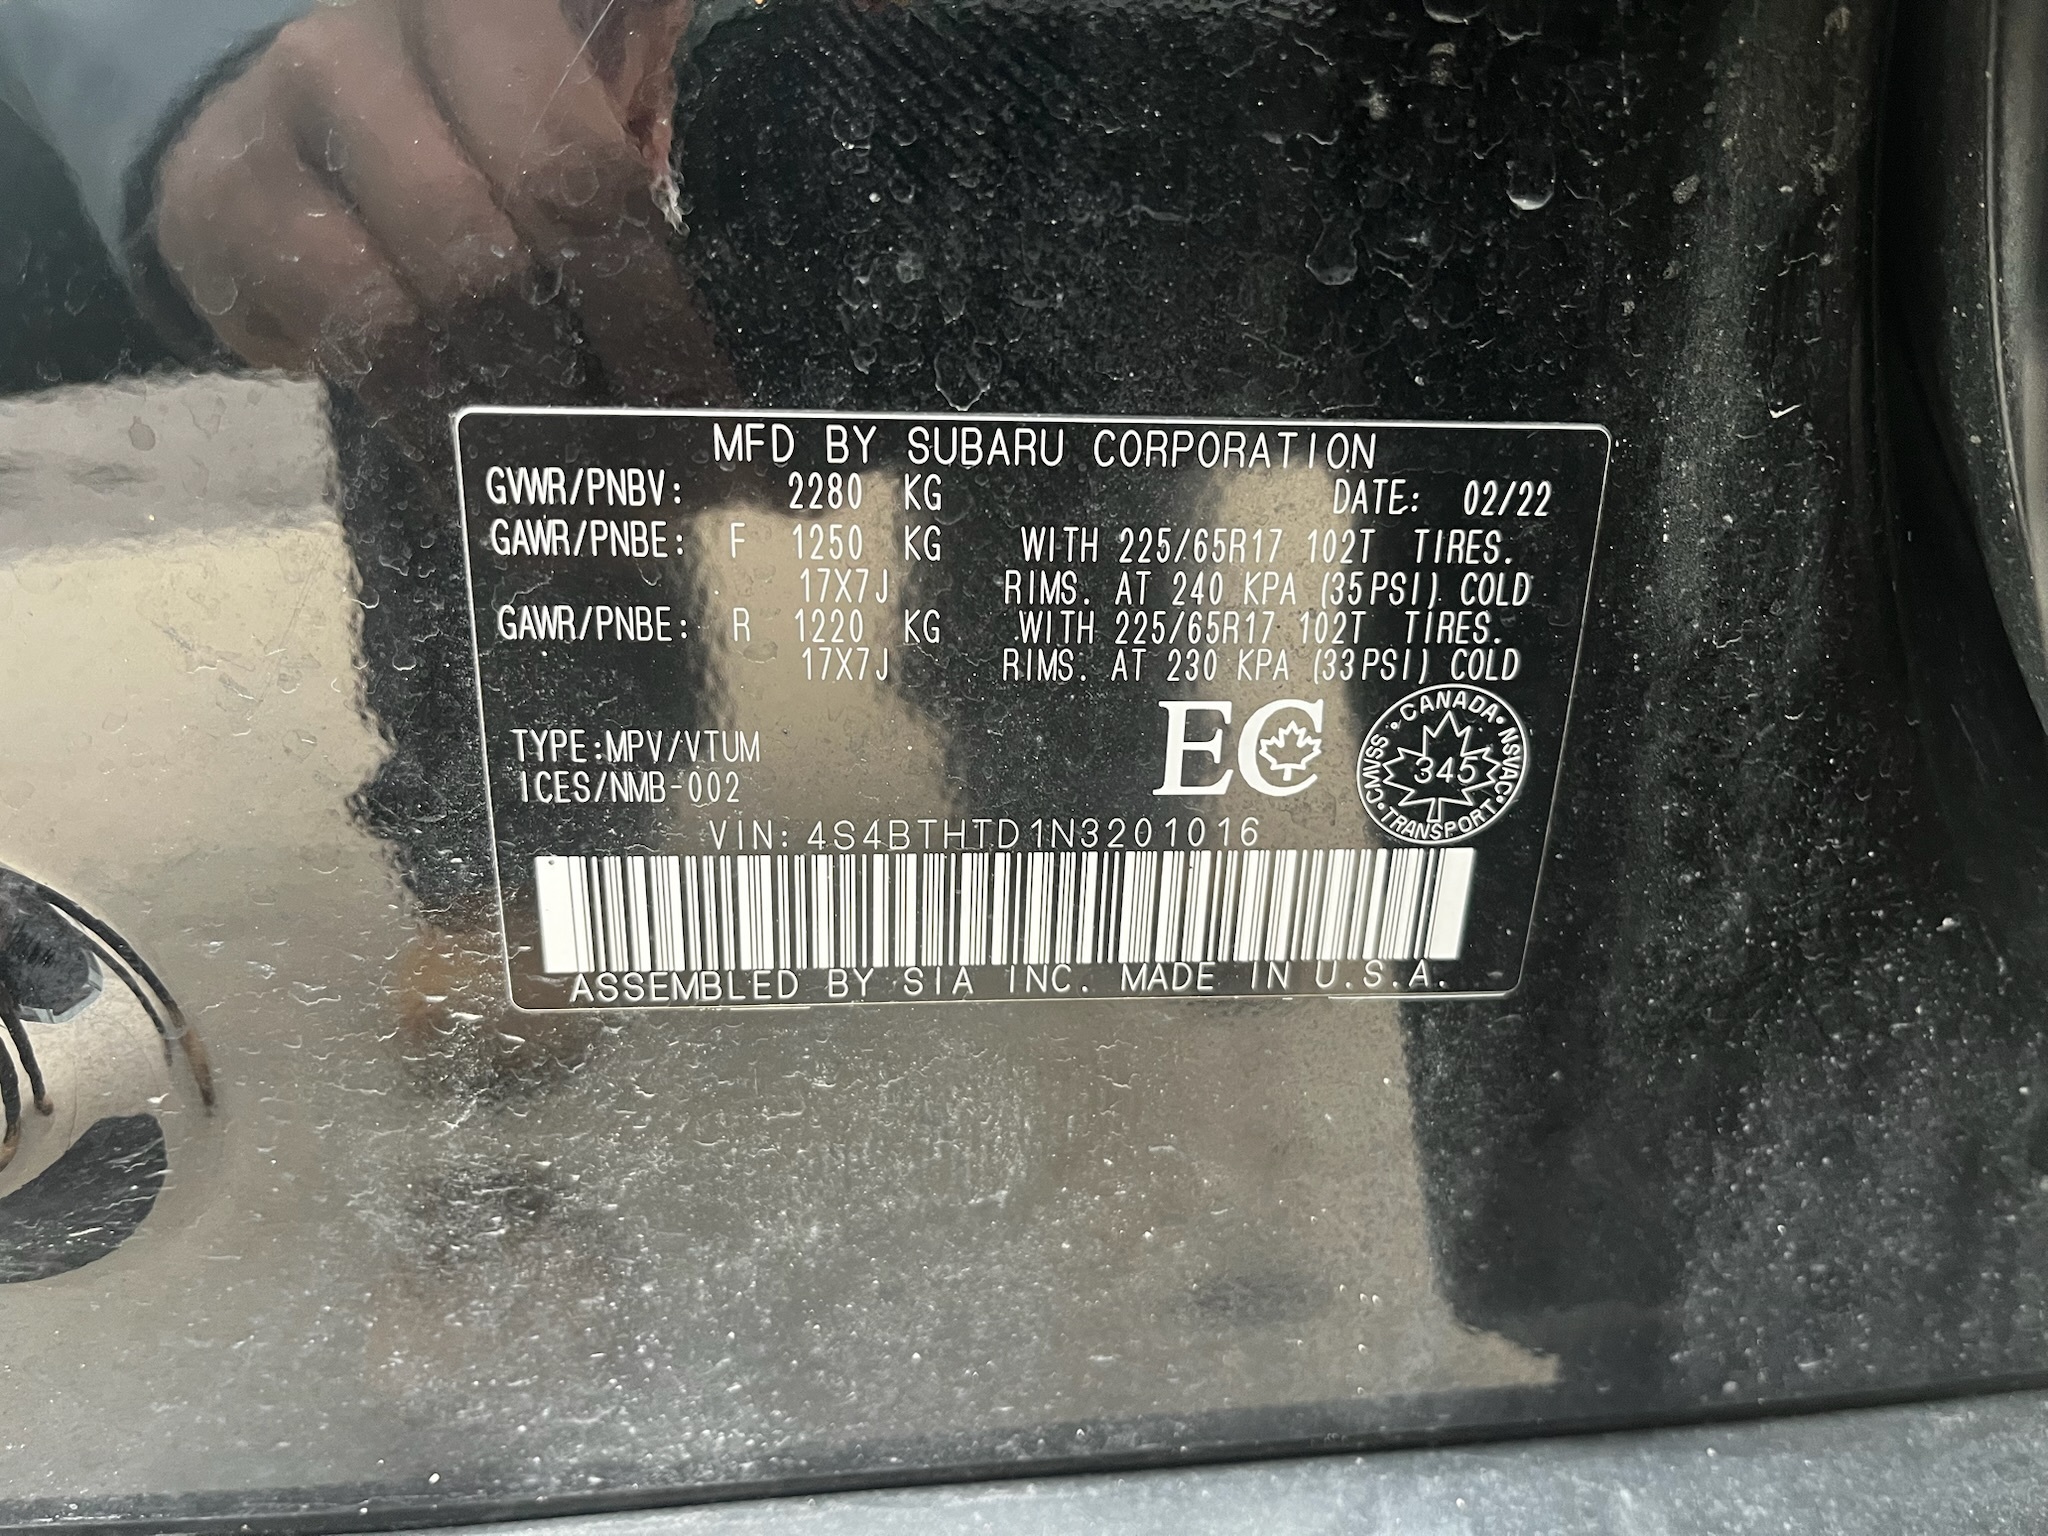 MFD BY SUBARU CORPORATION
GVWR/PNBV: 2280 KG DATE: 02/22
GAWR/PNBE: F 1250 KG WITH 225/65R17 102T TIRES.
17X7J RIMS. AT 240 KPA (35PSI) COLD
GAWR/PNBE: R 1220 KG WITH 225/65R17 102T TIRES.
17X7J RIMS. AT 230 KPA (33PSI) COLD
EC
CANADA • NSVAC • TRANSPORT • CMVSS •
345
TYPE:MPV/VTUM
ICES/NMB-002
VIN: 4S4BTHTD1N3201016
ASSEMBLED BY SIA INC. MADE IN U.S.A.